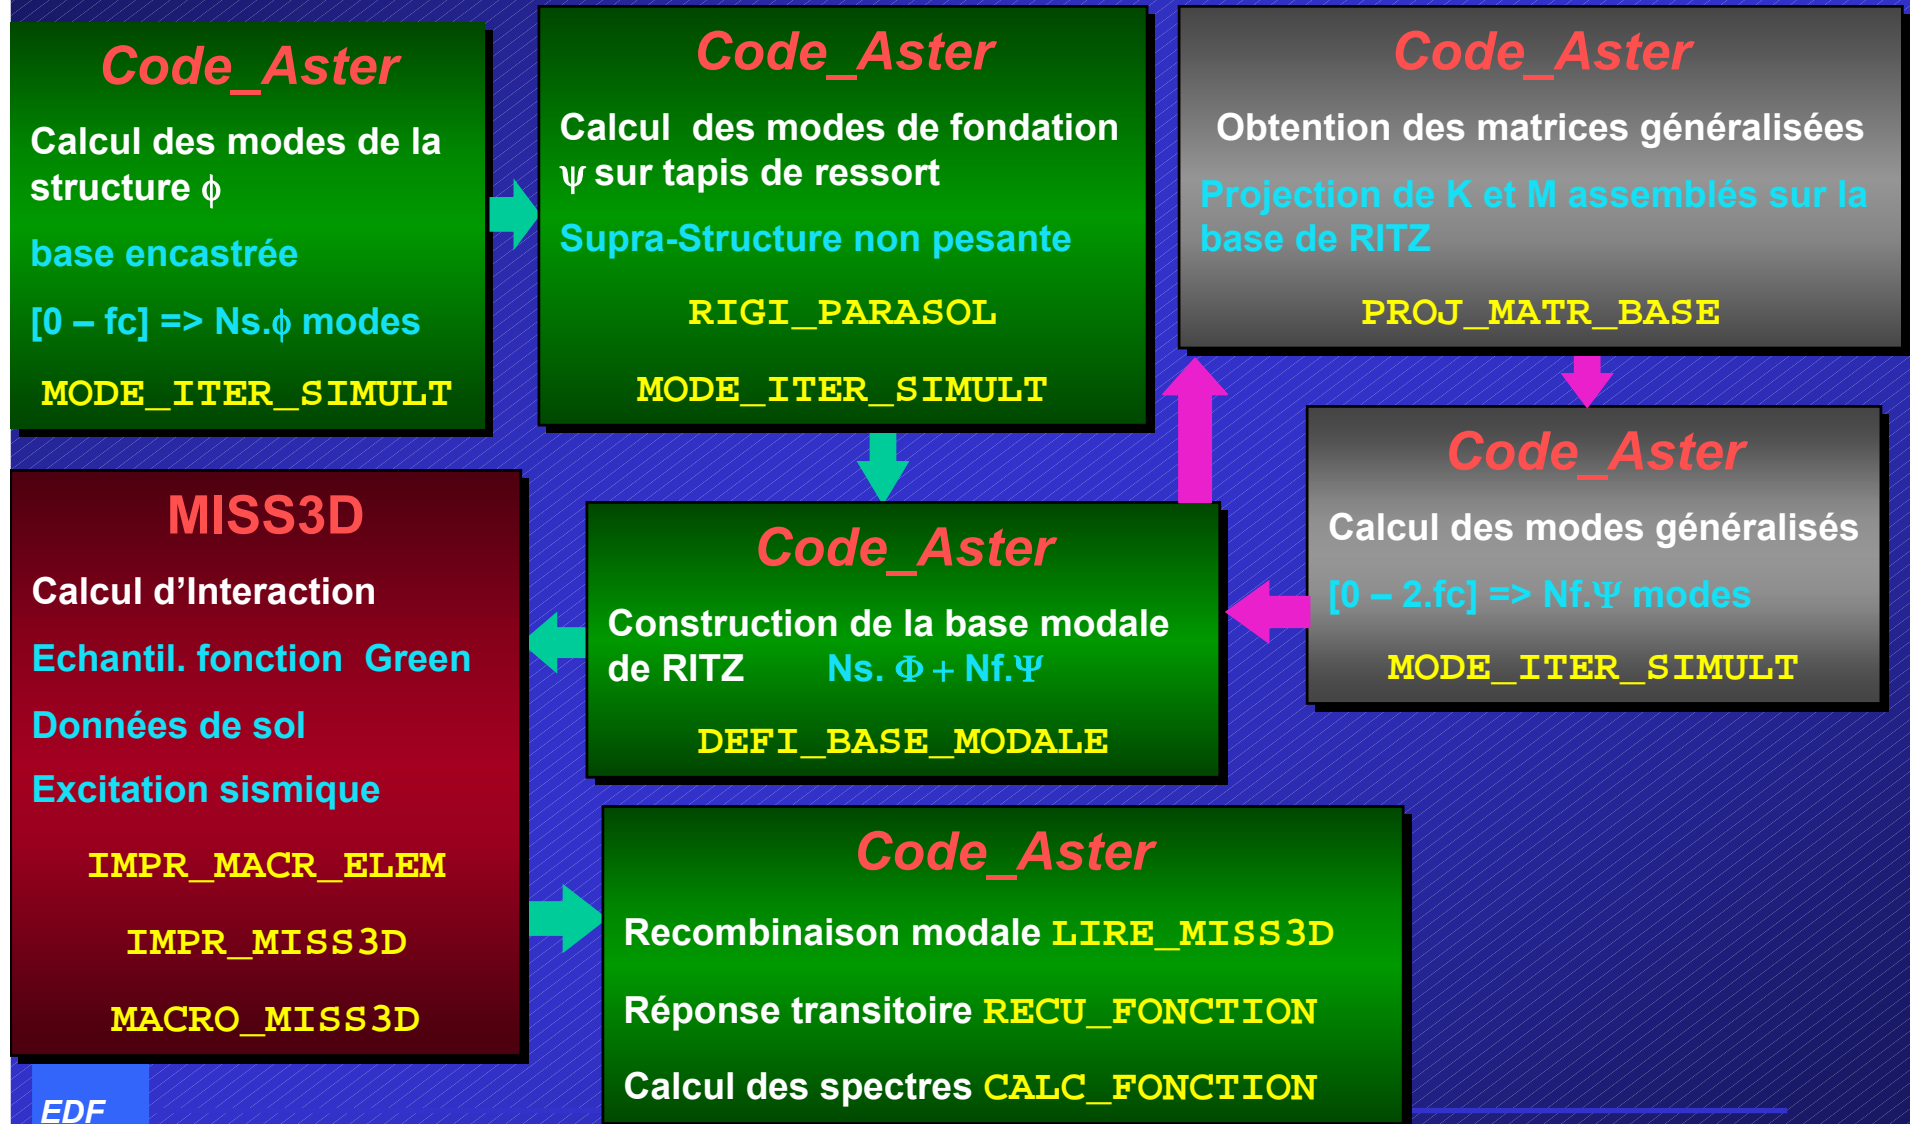 Code_Aster
Calcul des modes de la
structure ϕ
base encastrée
[0 – fc] => Ns.ϕ modes
MODE_ITER_SIMULT
Code_Aster
Calcul des modes de fondation
ψ sur tapis de ressort
Supra-Structure non pesante
RIGI_PARASOL
MODE_ITER_SIMULT
Code_Aster
Obtention des matrices généralisées
Projection de K et M assemblés sur la
base de RITZ
PROJ_MATR_BASE
Code_Aster
Calcul des modes généralisés
[0 – 2.fc] => Nf.Ψ modes
MODE_ITER_SIMULT
Code_Aster
Construction de la base modale
de RITZ Ns. Φ + Nf.Ψ
DEFI_BASE_MODALE
MISS3D
Calcul d’Interaction
Echantil. fonction Green
Données de sol
Excitation sismique
IMPR_MACR_ELEM
IMPR_MISS3D
MACRO_MISS3D
Code_Aster
Recombinaison modale LIRE_MISS3D
Réponse transitoire RECU_FONCTION
Calcul des spectres CALC_FONCTION
EDF